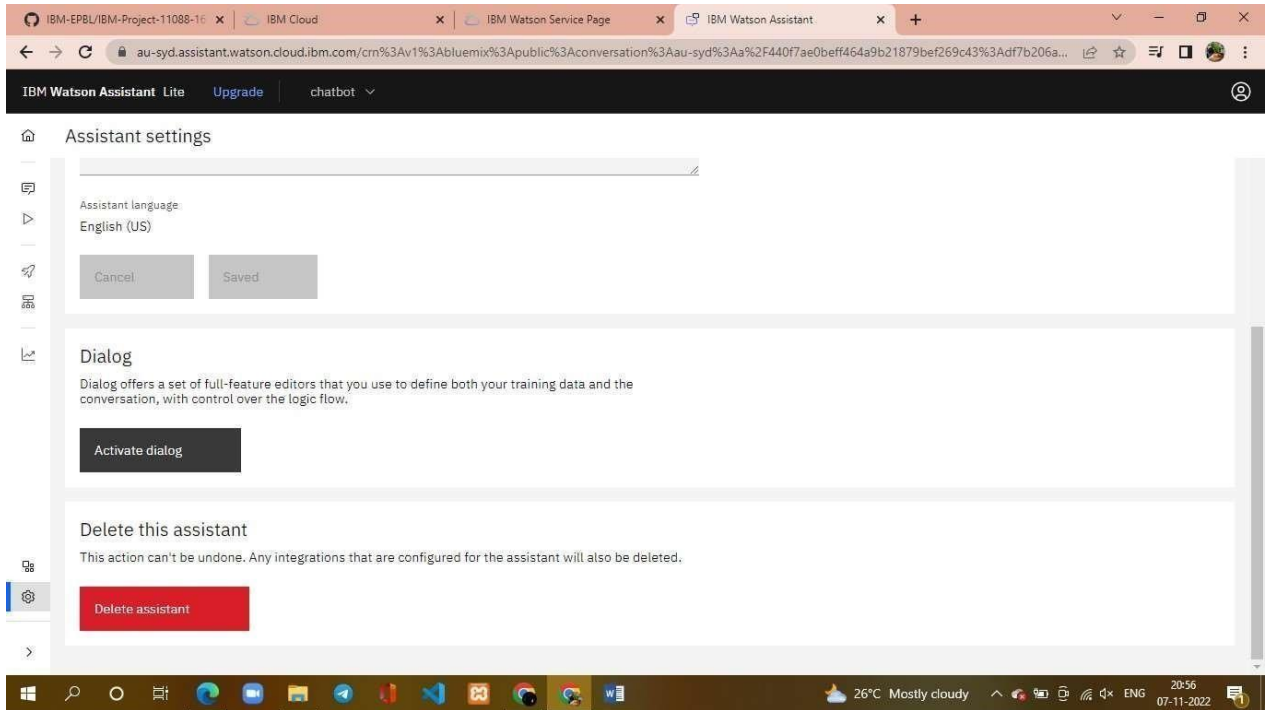 IBM-EPBL/IBM-Project-11088-16
IBM Cloud
IBM Watson Service Page
IBM Watson Assistant
au-syd.assistant.watson.cloud.ibm.com/crn%3Av1%3Abluemix%3Apublic%3Aconversation%3Aau-syd%3Aa%2F440f7ae0beff464a9b21879bef269c43%3Adf7b206a...
IBM Watson Assistant Lite Upgrade chatbot
Assistant settings
Assistant language
English (US)
Cancel Saved
Dialog
Dialog offers a set of full-feature editors that you use to define both your training data and the
conversation, with control over the logic flow.
Activate dialog
Delete this assistant
This action can't be undone. Any integrations that are configured for the assistant will also be deleted.
Delete assistant
26°C Mostly cloudy ENG
20:56
07-11-2022